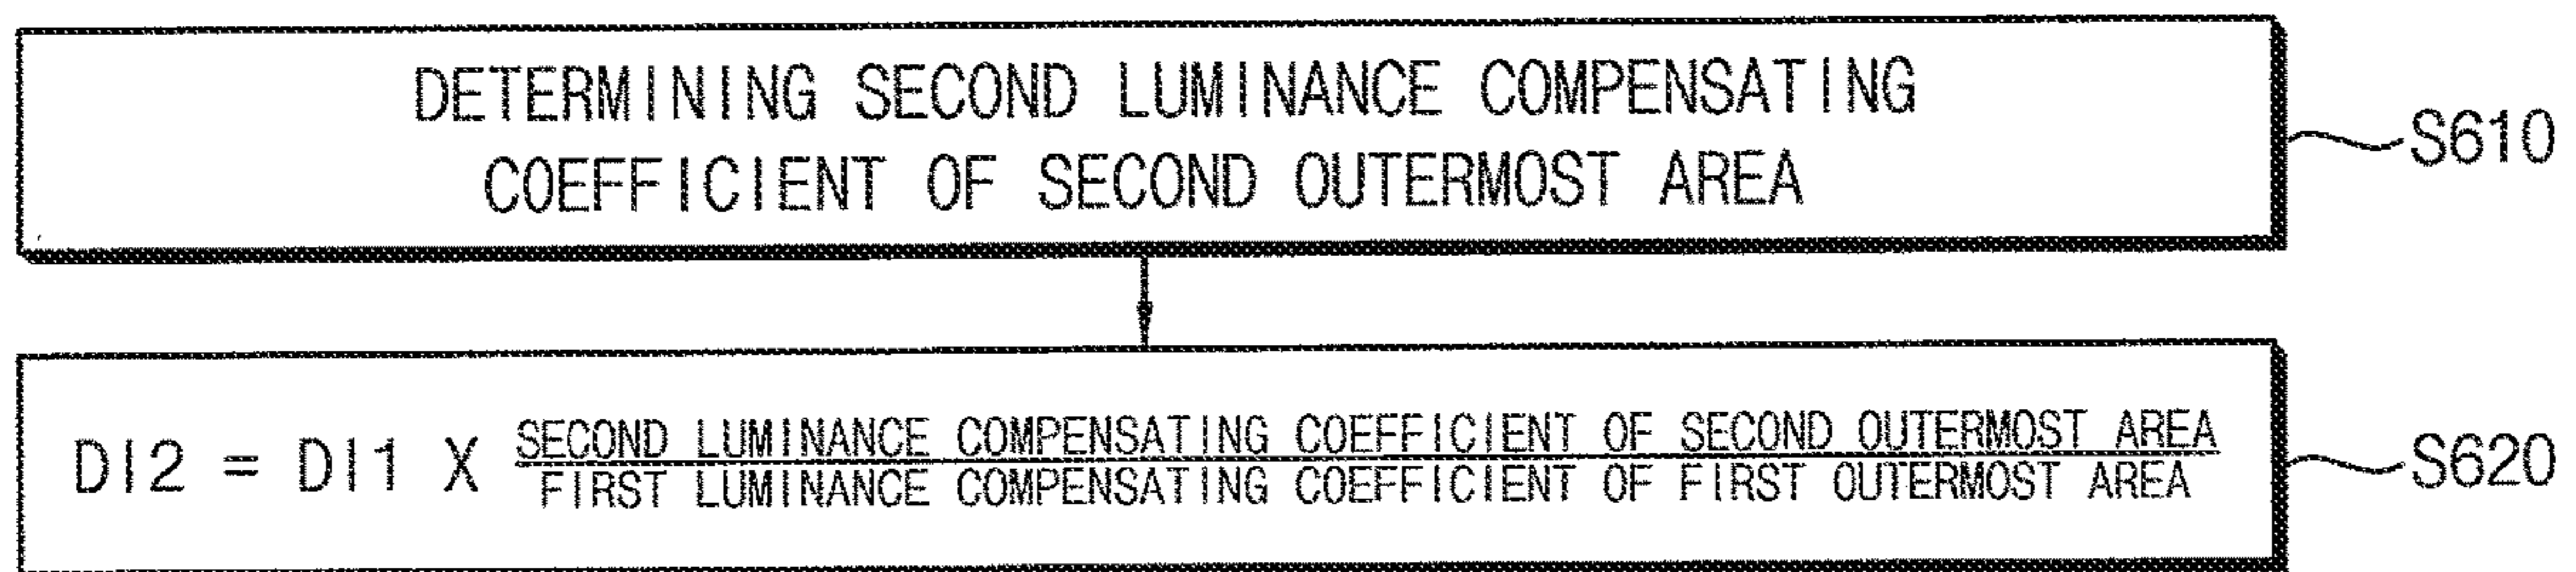 DETERMINING SECOND LUMINANCE COMPENSATING
COEFFICIENT OF SECOND OUTERMOST AREA
S610
DI2 = DI1 X SECOND LUMINANCE COMPENSATING COEFFICIENT OF SECOND OUTERMOST AREA
FIRST LUMINANCE COMPENSATING COEFFICIENT OF FIRST OUTERMOST AREA
S620